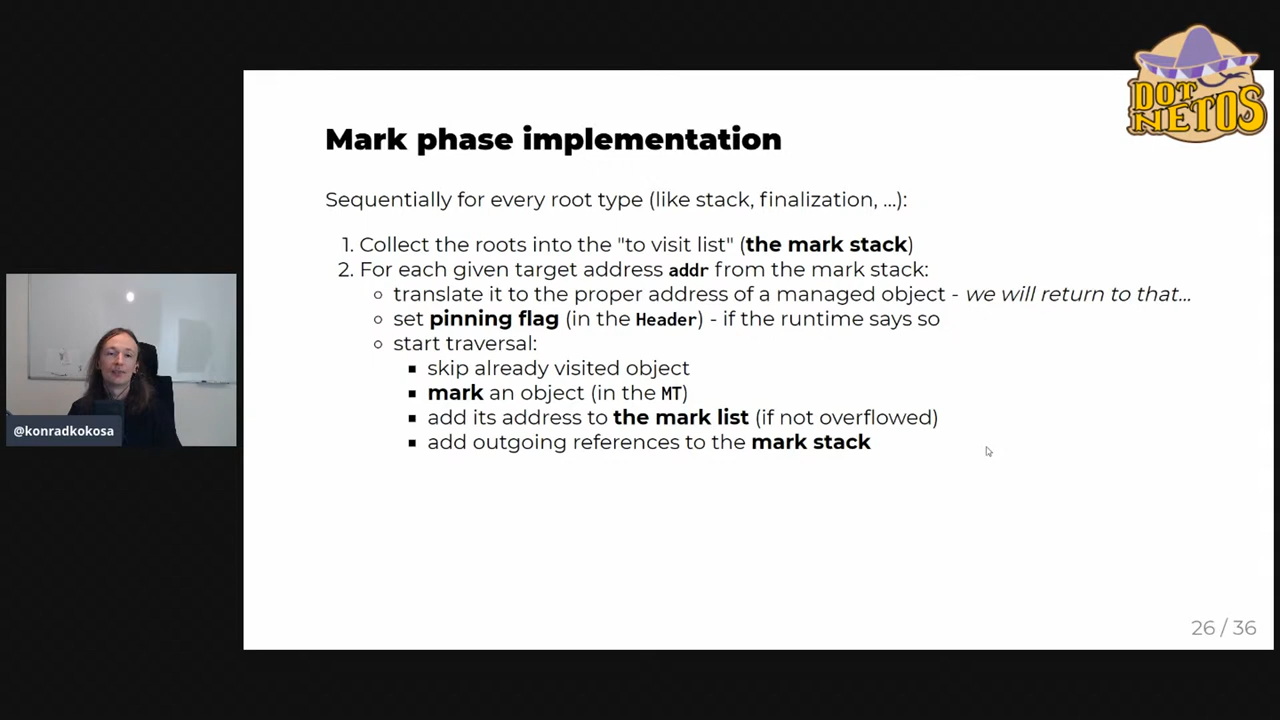 DOT
NETOS
Mark phase implementation
Sequentially for every root type (like stack, finalization, ...):
1. Collect the roots into the "to visit list" (the mark stack)
2. For each given target address addr from the mark stack:
translate it to the proper address of a managed object - we will return to that...
set pinning flag (in the Header) - if the runtime says so
start traversal:
skip already visited object
mark an object (in the MT)
add its address to the mark list (if not overflowed)
add outgoing references to the mark stack
@konradkokosa
26 / 36